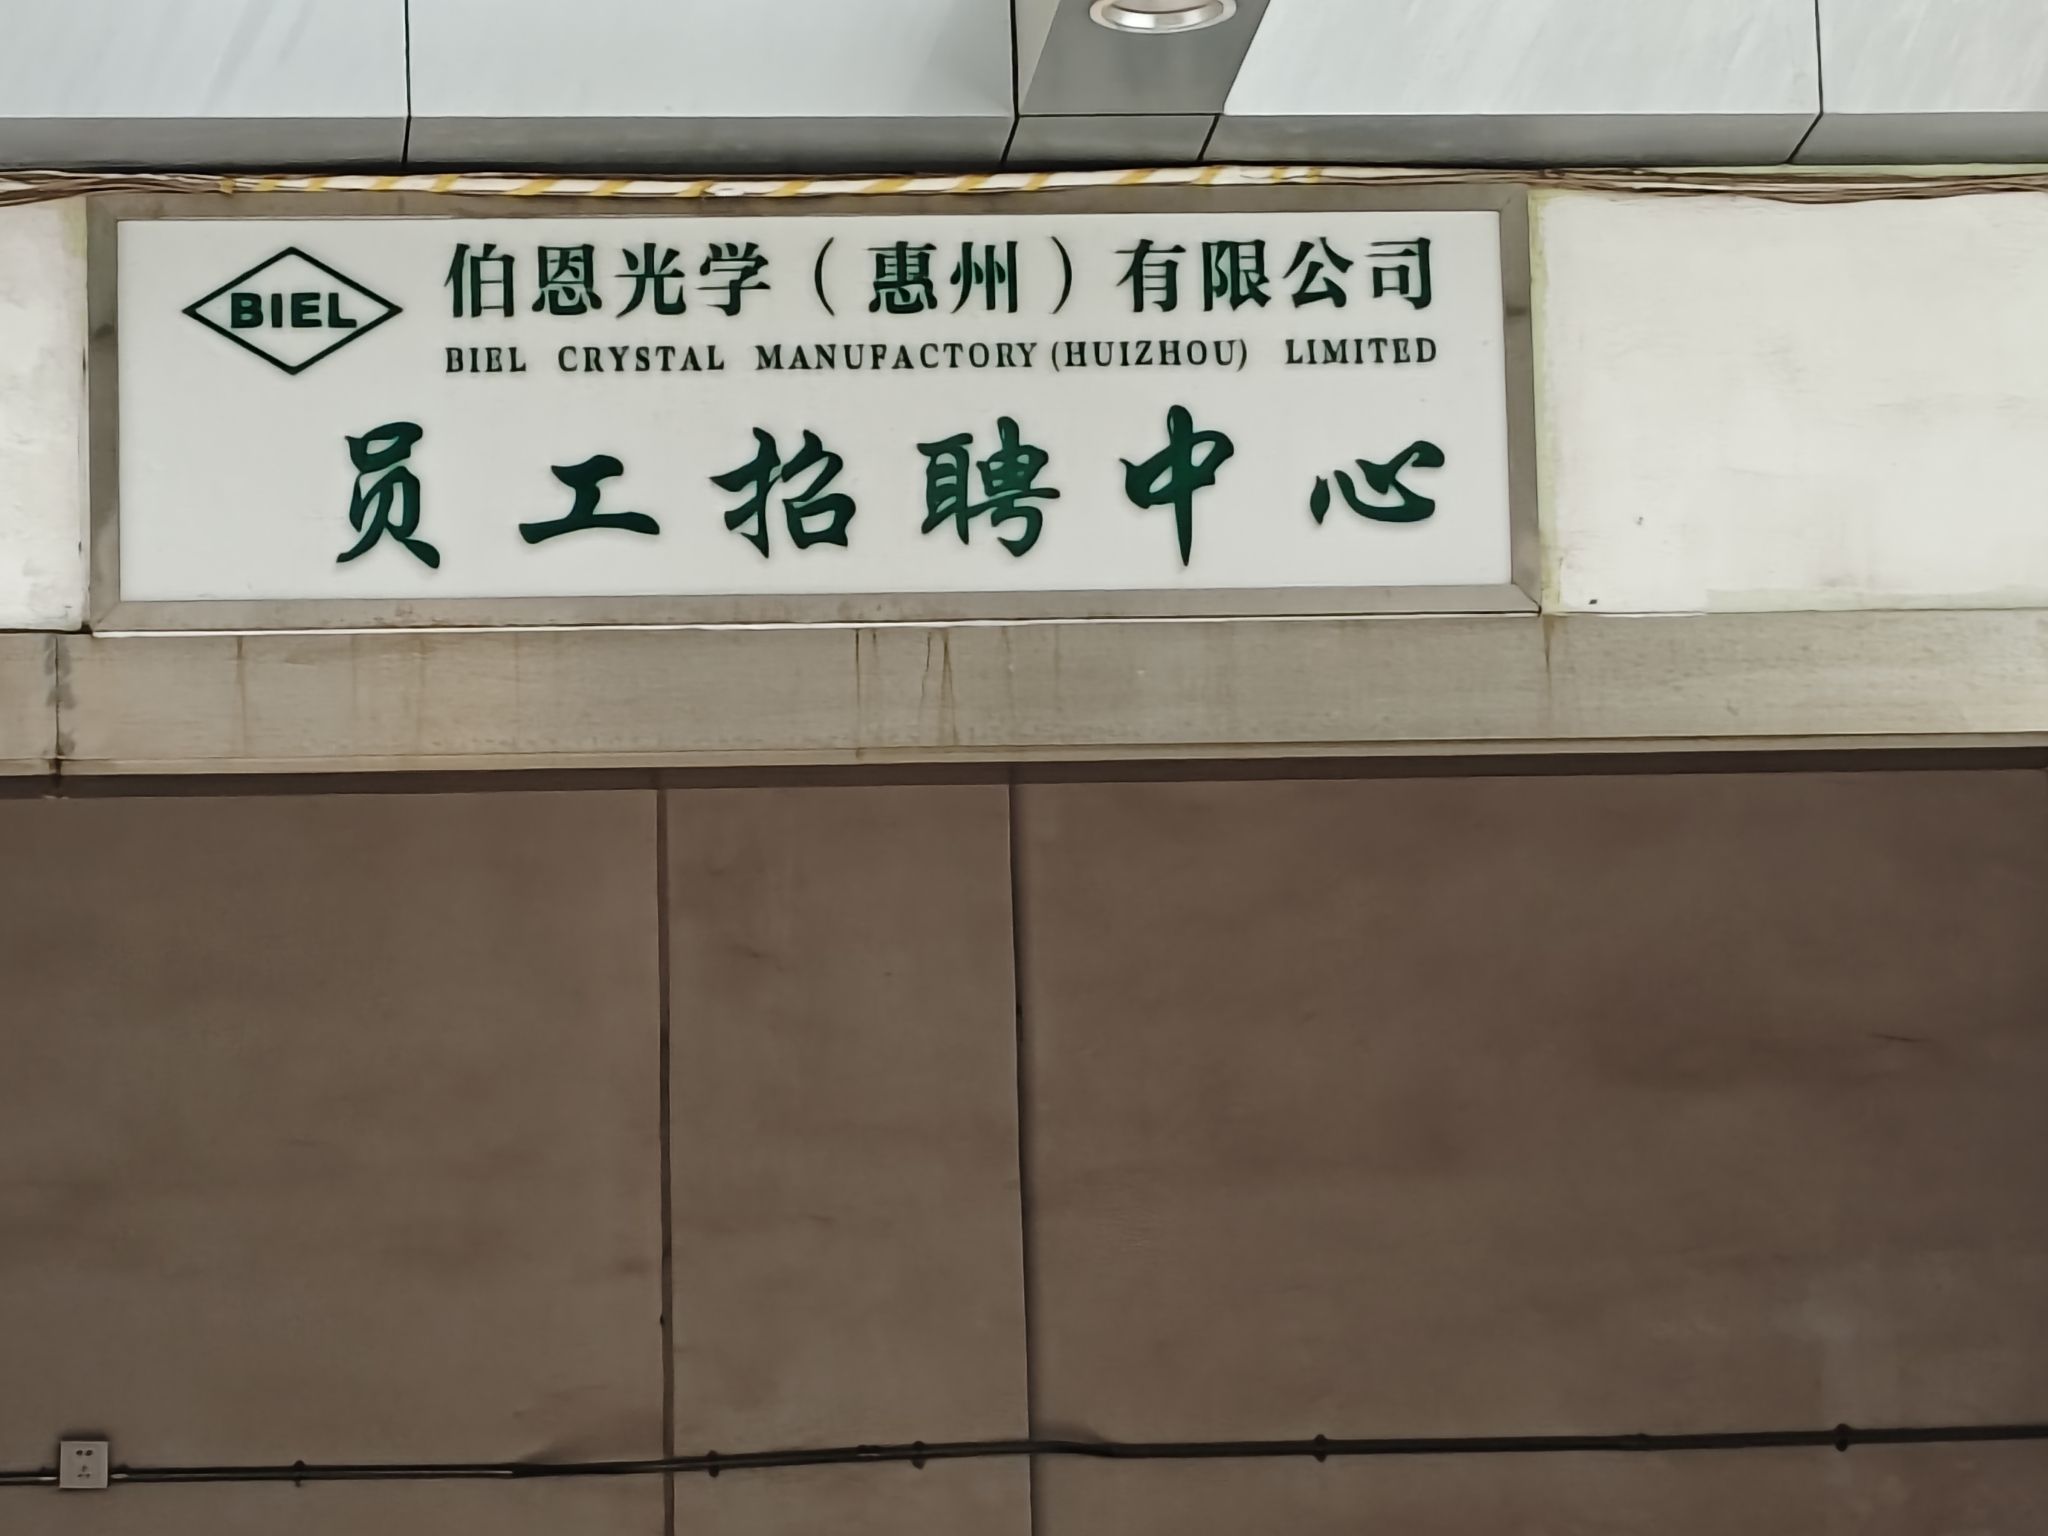 BIEL
伯恩光学（惠州）有限公司
BIEL CRYSTAL MANUFACTORY (HUIZHOU) LIMITED
员工招聘中心